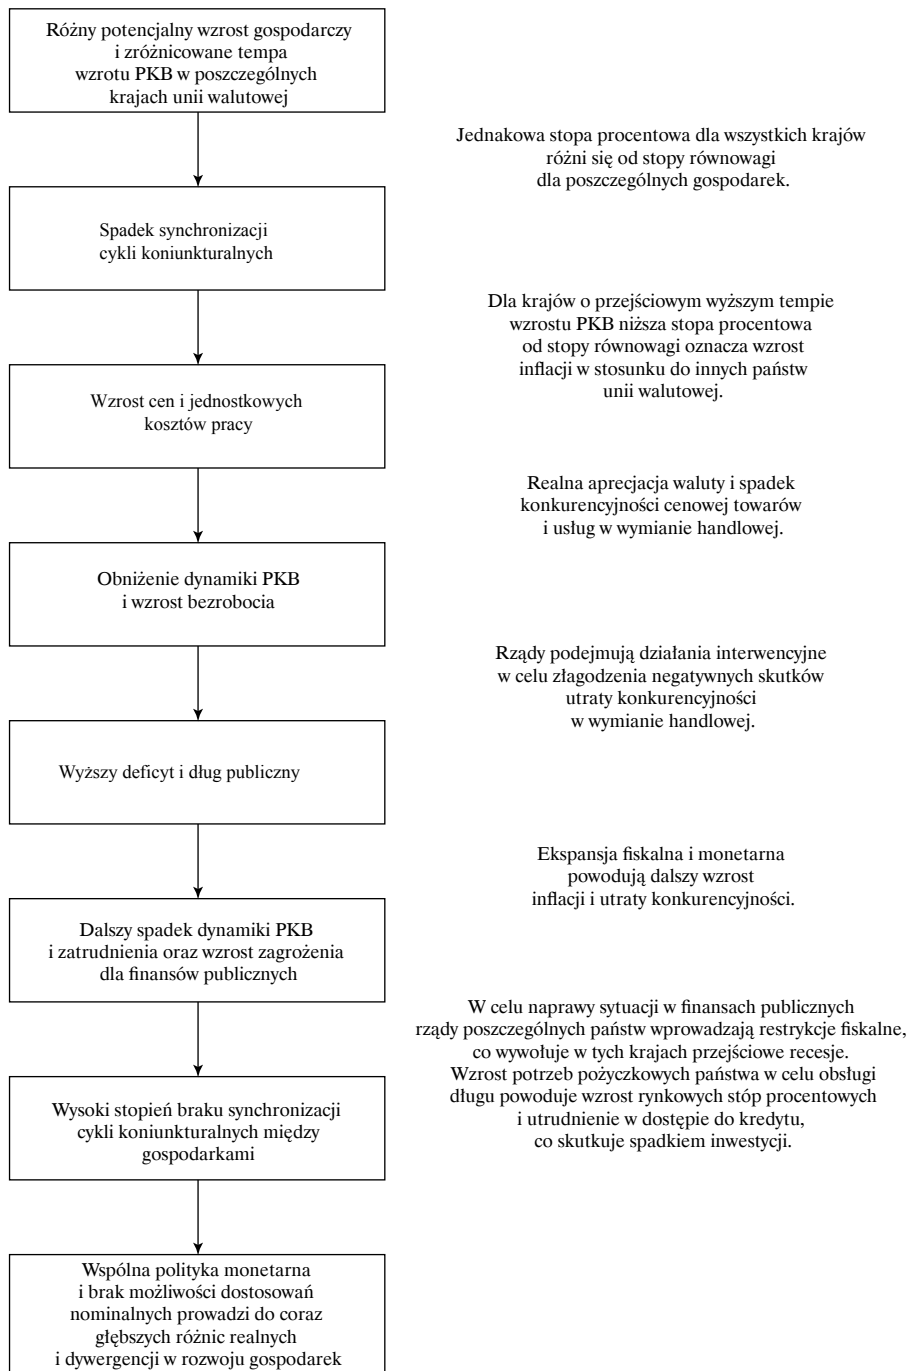 Różny potencjalny wzrost gospodarczy
i zróżnicowane tempa
wzrotu PKB w poszczególnych
krajach unii walutowej
Jednakowa stopa procentowa dla wszystkich krajów
różni się od stopy równowagi
dla poszczególnych gospodarek.
Spadek synchronizacji
cykli koniunkturalnych
Dla krajów o przejściowym wyższym tempie
wzrostu PKB niższa stopa procentowa
od stopy równowagi oznacza wzrost
inflacji w stosunku do innych państw
unii walutowej.
Wzrost cen i jednostkowych
kosztów pracy
Realna aprecjacja waluty i spadek
konkurencyjności cenowej towarów
i usług w wymianie handlowej.
Obniżenie dynamiki PKB
i wzrost bezrobocia
Rządy podejmują działania interwencyjne
w celu złagodzenia negatywnych skutków
utraty konkurencyjności
w wymianie handlowej.
Wyższy deficyt i dług publiczny
Ekspansja fiskalna i monetarna
powodują dalszy wzrost
inflacji i utraty konkurencyjności.
Dalszy spadek dynamiki PKB
i zatrudnienia oraz wzrost zagrożenia
dla finansów publicznych
W celu naprawy sytuacji w finansach publicznych
rządy poszczególnych państw wprowadzają restrykcje fiskalne,
co wywołuje w tych krajach przejściowe recesje.
Wzrost potrzeb pożyczkowych państwa w celu obsługi
długu powoduje wzrost rynkowych stóp procentowych
i utrudnienie w dostępie do kredytu,
co skutkuje spadkiem inwestycji.
Wysoki stopień braku synchronizacji
cykli koniunkturalnych między
gospodarkami
Wspólna polityka monetarna
i brak możliwości dostosowań
nominalnych prowadzi do coraz
głębszych różnic realnych
i dywergencji w rozwoju gospodarek